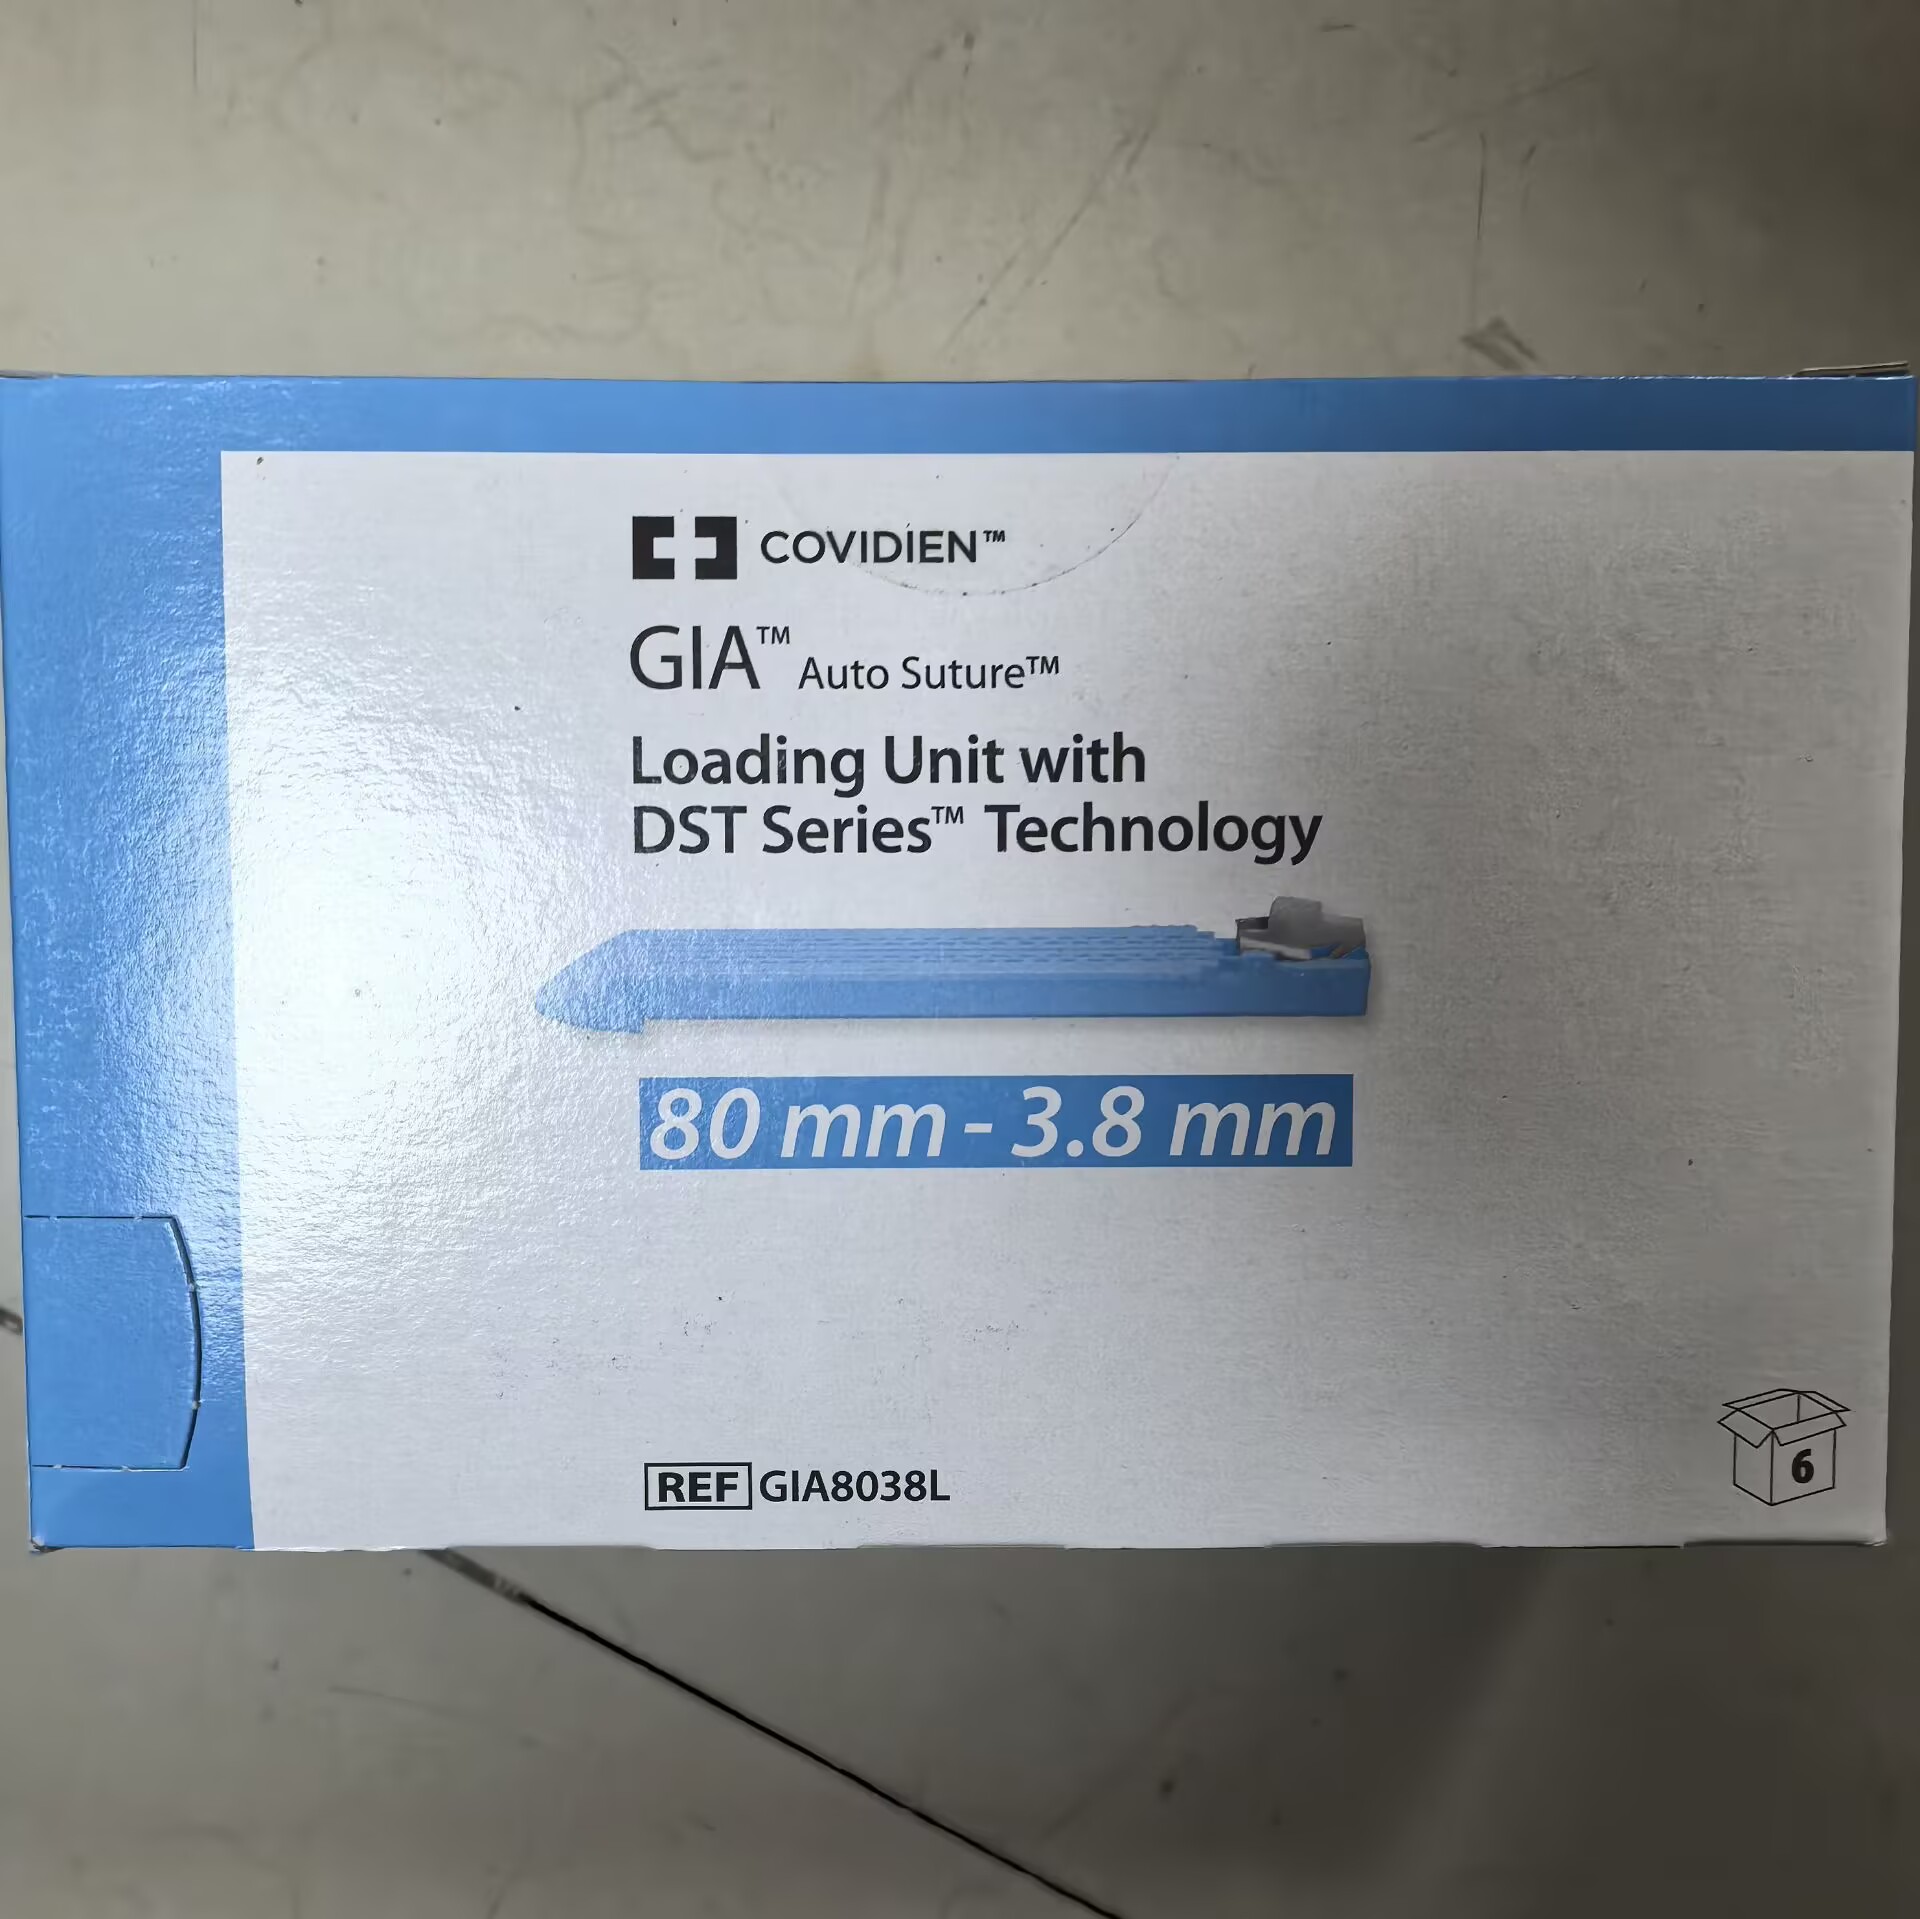 COVIDIEN™
GIA™ Auto Suture™
Loading Unit with
DST Series™ Technology
80 mm - 3.8 mm
REF GIA8038L
6